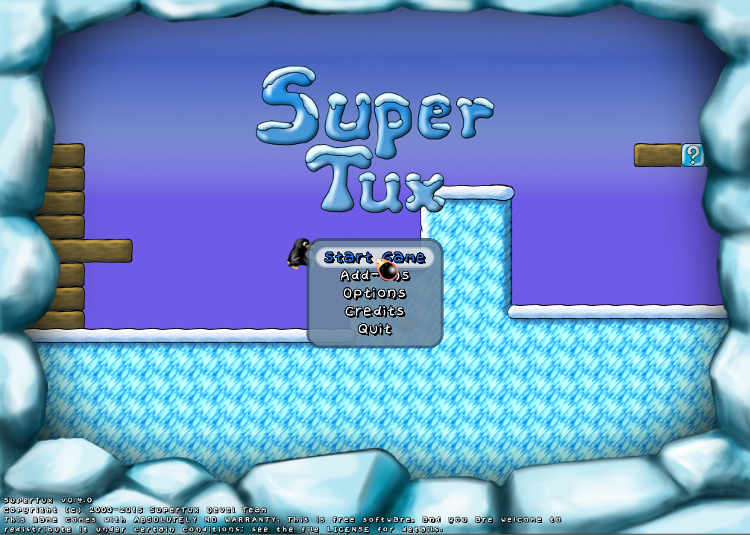 Super
Tux
?
Start Game
Add-ons
Options
Credits
Quit
SuperTux v0.4.0
Copyright (c) 2003-2015 SuperTux Devel Team
This game comes with ABSOLUTELY NO WARRANTY. This is free software, and you are welcome to
redistribute it under certain conditions; see the file LICENSE for details.